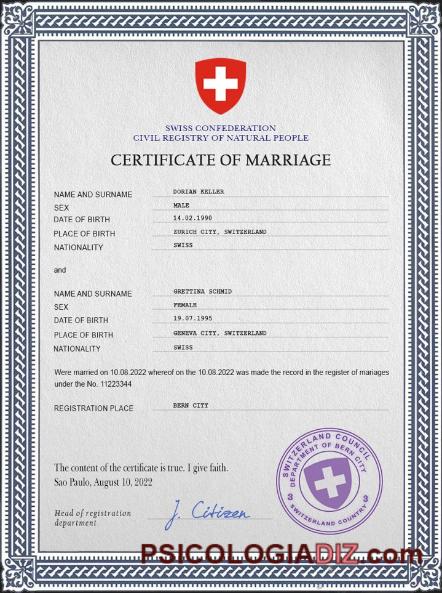 SWISS CONFEDERATION
CIVIL REGISTRY OF NATURAL PEOPLE
CERTIFICATE OF MARRIAGE
NAME AND SURNAME DORIAN KELLER
SEX MALE
DATE OF BIRTH 14.02.1990
PLACE OF BIRTH ZURICH CITY, SWITZERLAND
NATIONALITY SWISS
and
NAME AND SURNAME GRETTINA SCHMID
SEX FEMALE
DATE OF BIRTH 19.07.1995
PLACE OF BIRTH GENEVA CITY, SWITZERLAND
NATIONALITY SWISS
Were married on 10.08.2022 whereof on the 10.08.2022 was made the record in the register of mariages
under the No. 11223344
REGISTRATION PLACE BERN CITY
SWITZERLAND COUNCIL
DEPARTMENT OF BERN CITY
3 3
SWITZERLAND COUNTRY
The content of the certificate is true. I give faith.
Sao Paulo, August 10, 2022
Head of registration
department
J. Citizen
PSICOLOGIADIZ.com